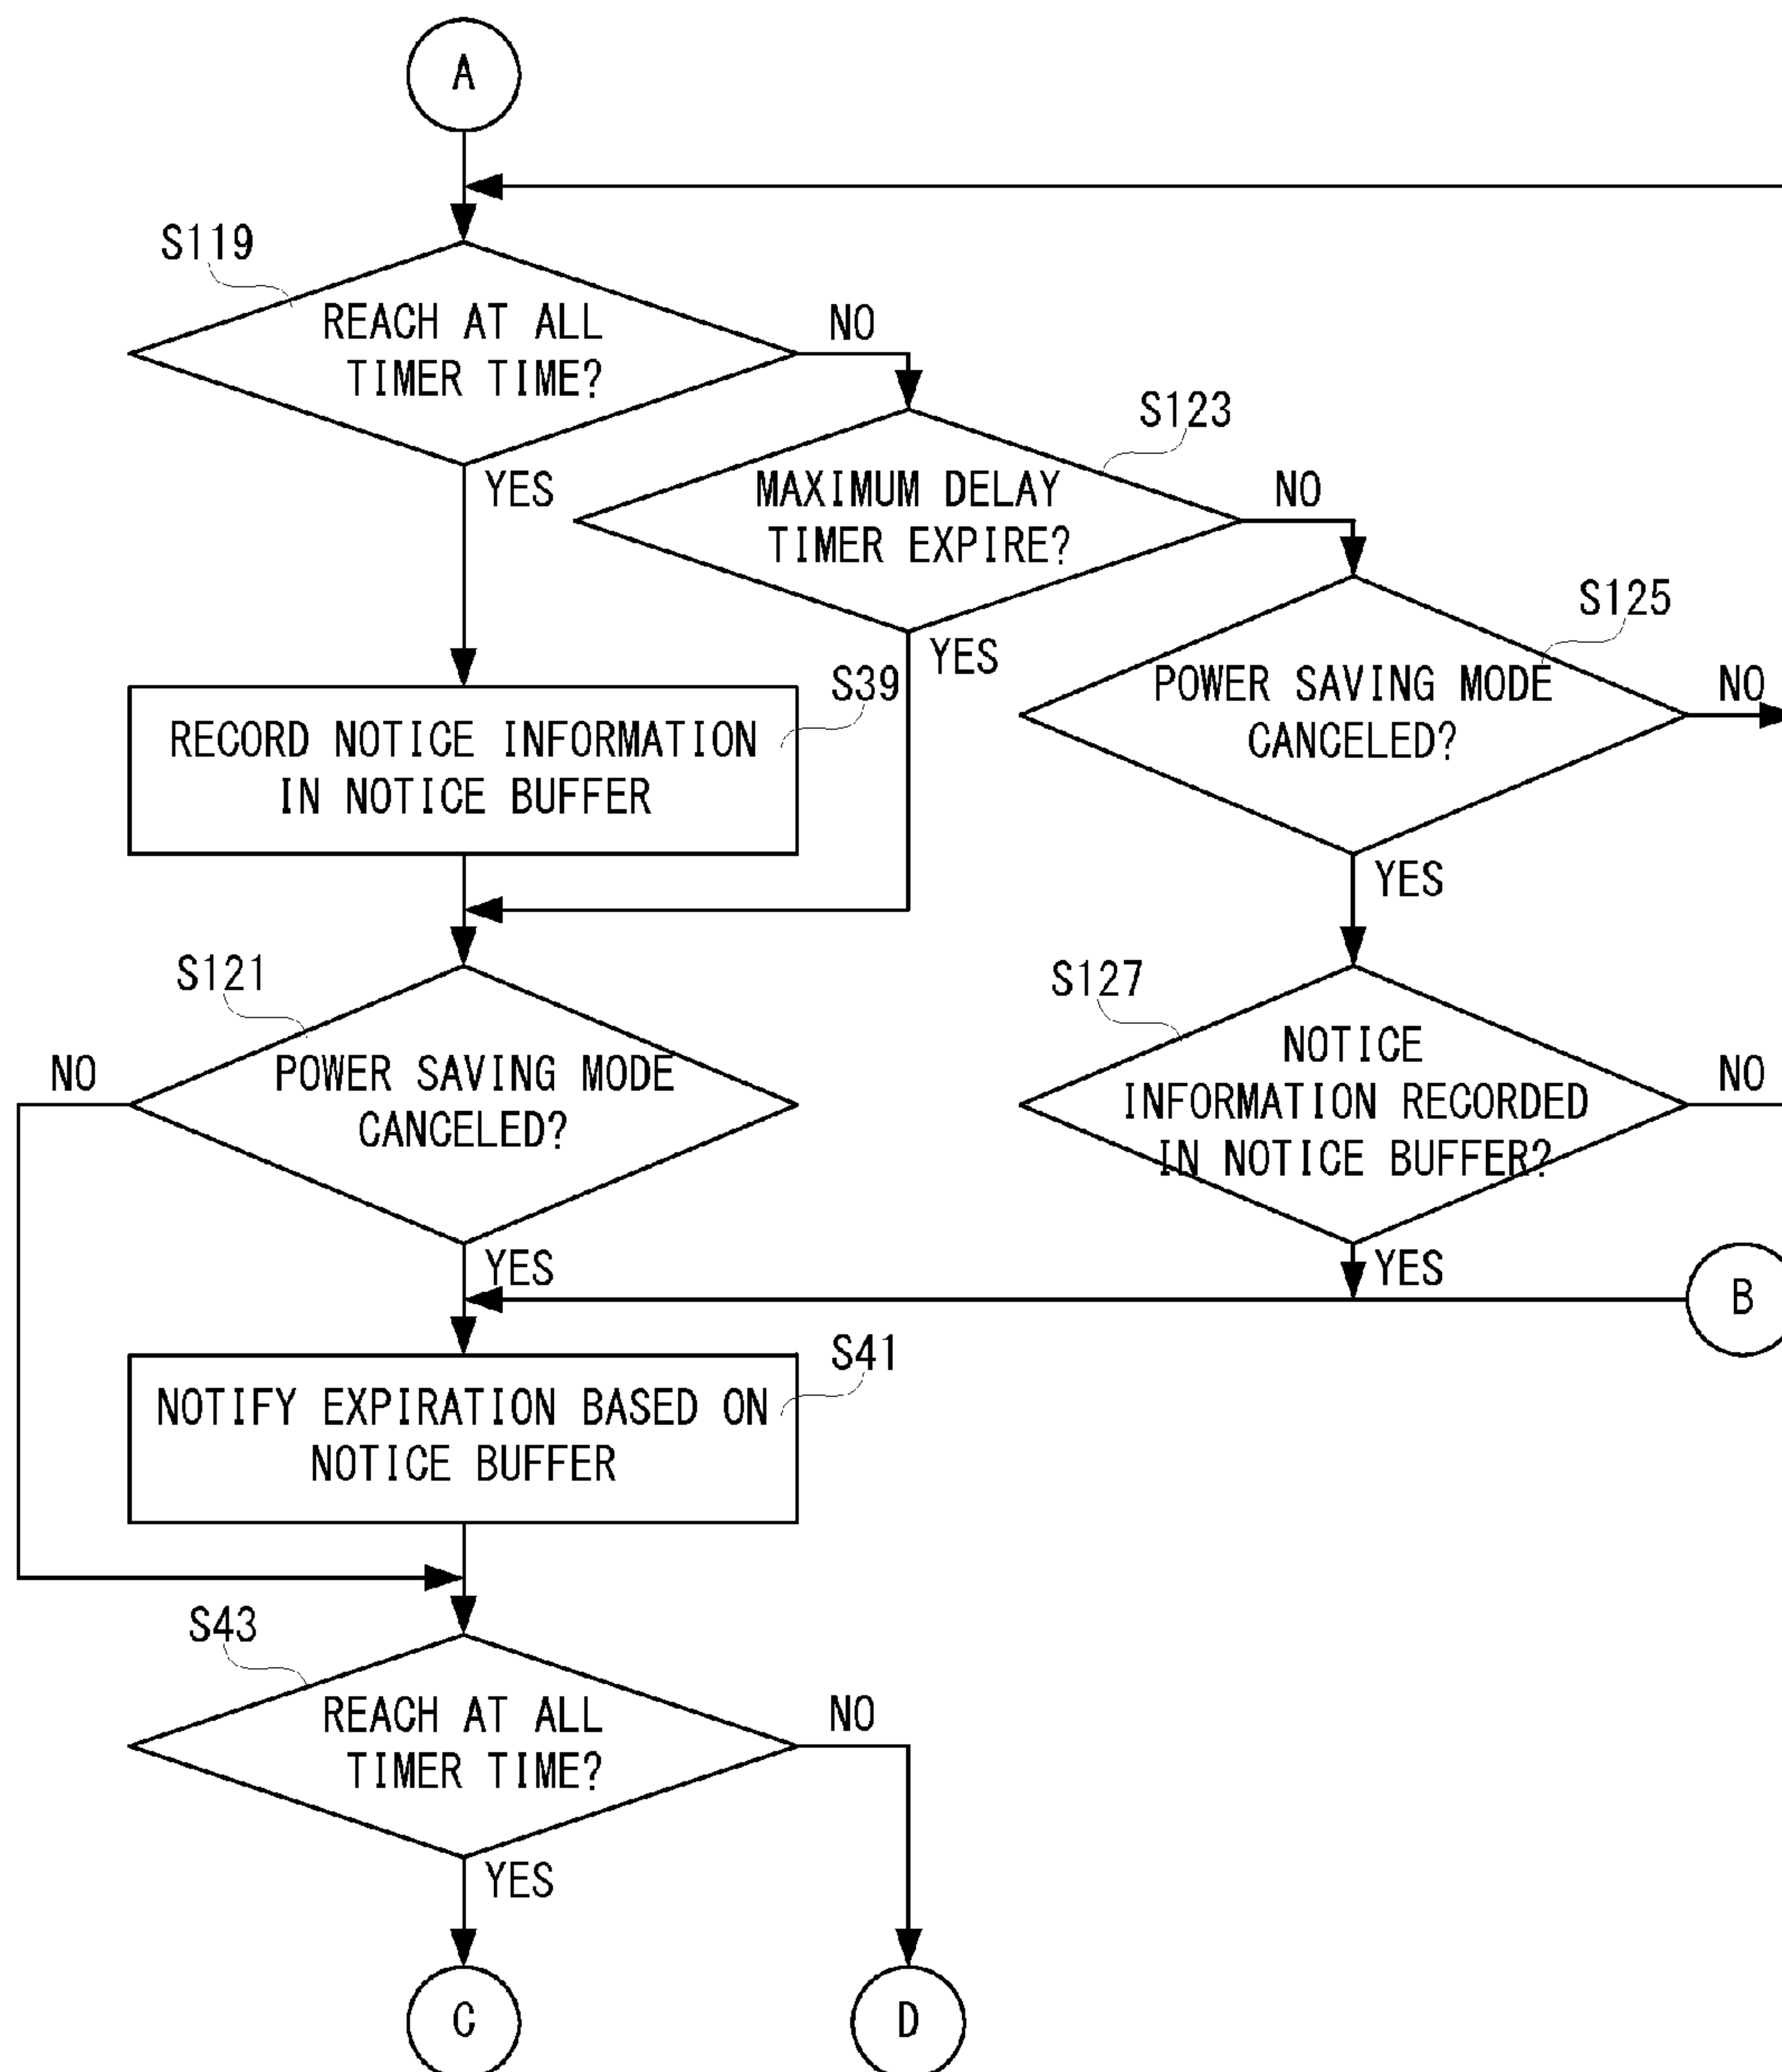 A
S119
REACH AT ALL
TIMER TIME?
NO
YES
S123
MAXIMUM DELAY
TIMER EXPIRE?
NO
YES
S125
POWER SAVING MODE
CANCELED?
NO
YES
S39
RECORD NOTICE INFORMATION
IN NOTICE BUFFER
S121
POWER SAVING MODE
CANCELED?
NO
YES
S127
NOTICE
INFORMATION RECORDED
IN NOTICE BUFFER?
NO
YES
B
S41
NOTIFY EXPIRATION BASED ON
NOTICE BUFFER
S43
REACH AT ALL
TIMER TIME?
NO
YES
C
D